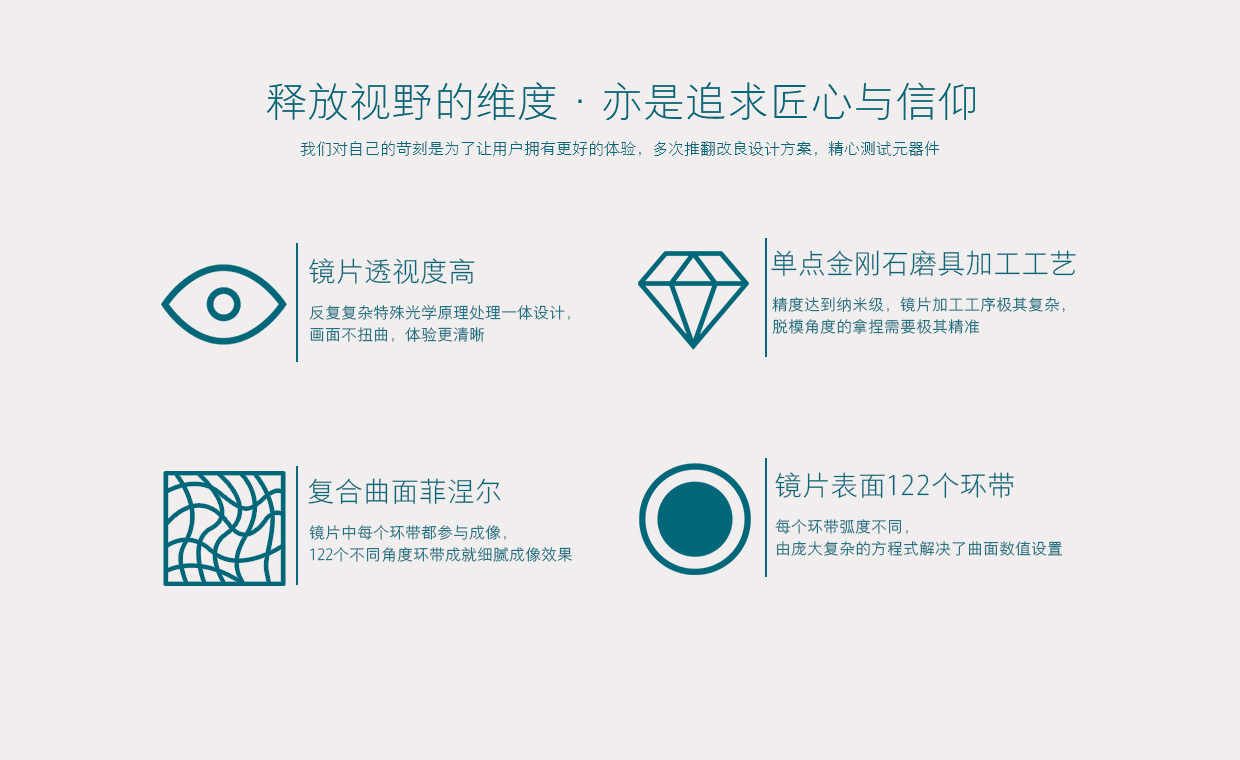 释放视野的维度 · 亦是追求匠心与信仰
我们对自己的苛刻是为了让用户拥有更好的体验，多次推翻改良设计方案，精心测试元器件
镜片透视度高
反复复杂特殊光学原理处理一体设计，
画面不扭曲，体验更清晰
单点金刚石磨具加工工艺
精度达到纳米级，镜片加工工序极其复杂，
脱模角度的拿捏需要极其精准
复合曲面菲涅尔
镜片中每个环带都参与成像，
122个不同角度环带成就细腻成像效果
镜片表面122个环带
每个环带弧度不同，
由庞大复杂的方程式解决了曲面数值设置